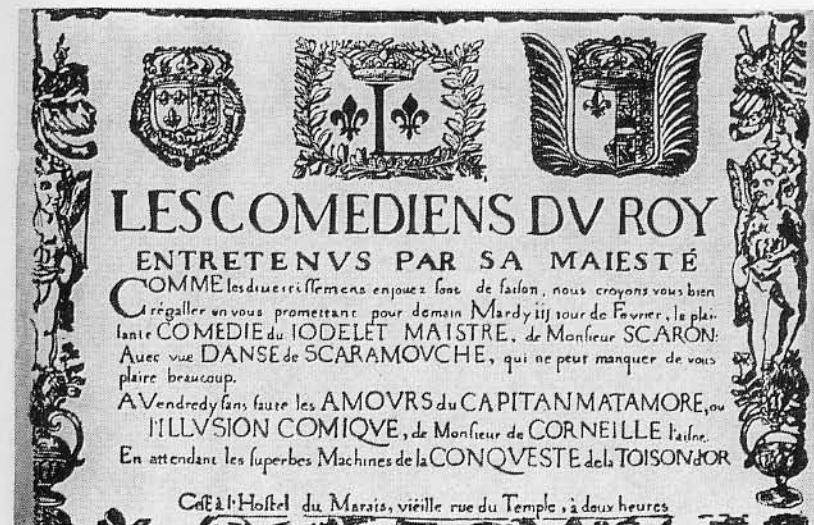 L
LES COMEDIENS DV ROY
ENTRETENVS PAR SA MAIESTÉ
COMME les diuertissemens enjouez sont de saison, nous croyons vous bien
régaller en vous promettant pour demain Mardy iij iour de Fevrier, la plai-
sante COMEDIE du IODELET MAISTRE, de Monsieur SCARON:
Auec vne DANSE de SCARAMOVCHE, qui ne peut manquer de vous
plaire beaucoup.
A Vendredy sans faute les AMOVRS du CAPITAN MATAMORE, ou
l'ILLVSION COMIQVE, de Monsieur de CORNEILLE l'aisne.
En attendant les superbes Machines de la CONQVESTE de la TOISON d'OR
C'est à l'Hostel du Marais, vieille rue du Temple, à deux heures